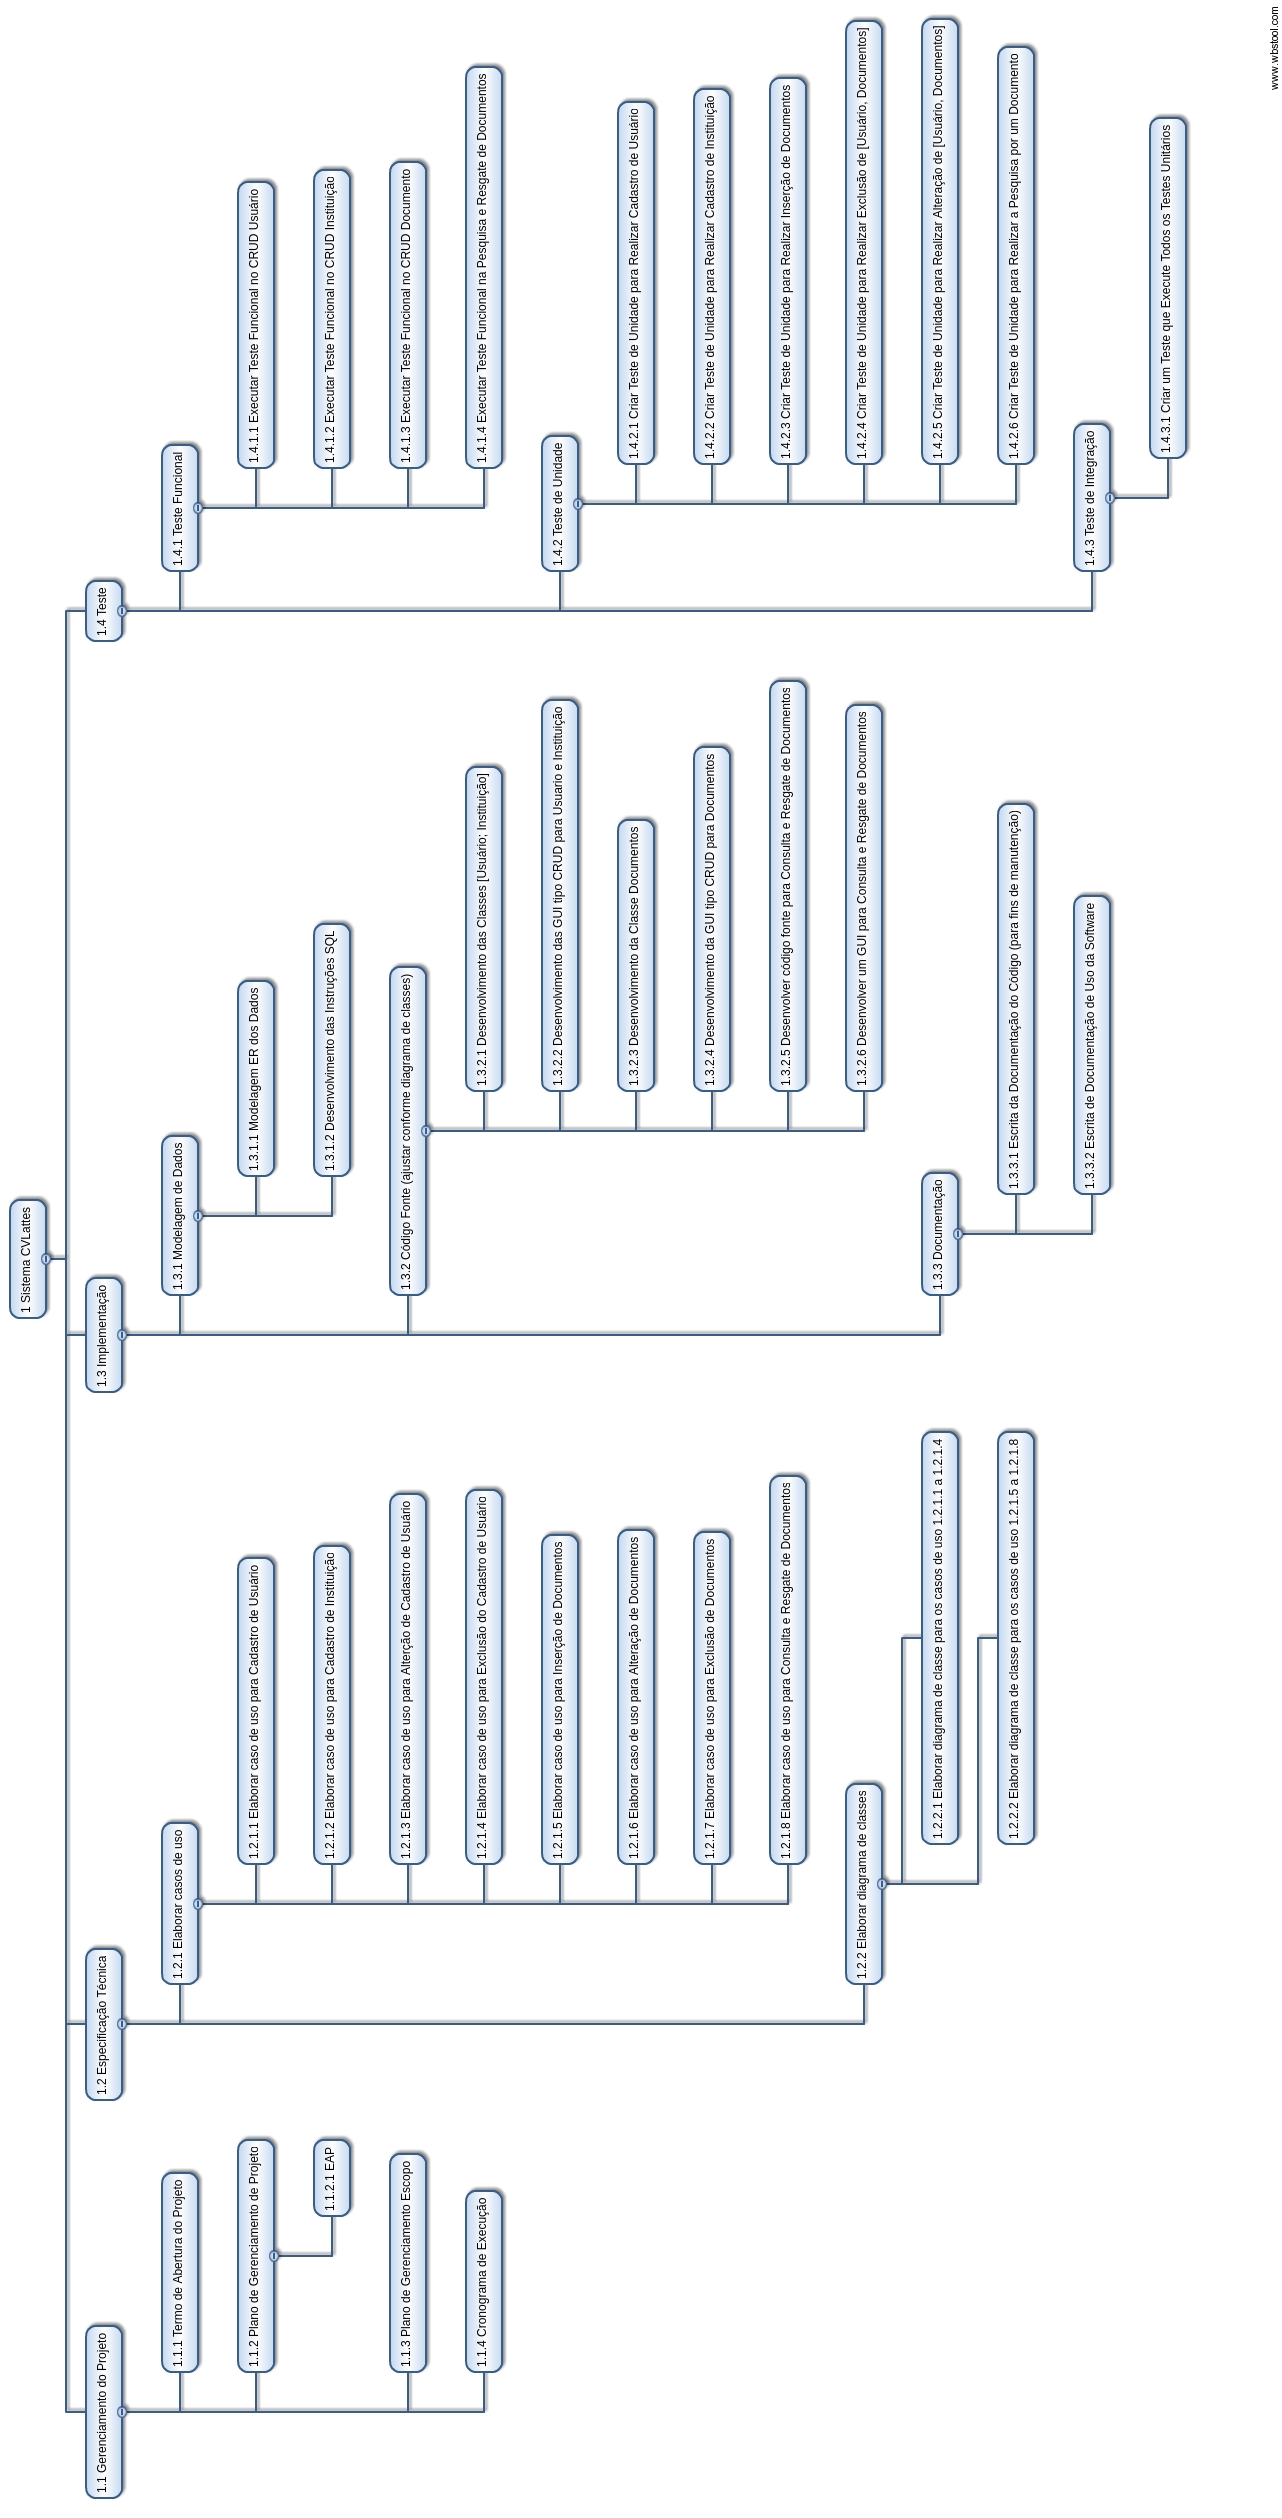 1 Sistema CVLattes
1.1 Gerenciamento do Projeto
1.1.1 Termo de Abertura do Projeto
1.1.2 Plano de Gerenciamento de Projeto
1.1.2.1 EAP
1.1.3 Plano de Gerenciamento Escopo
1.1.4 Cronograma de Execução
1.2 Especificação Técnica
1.2.1 Elaborar casos de uso
1.2.1.1 Elaborar caso de uso para Cadastro de Usuário
1.2.1.2 Elaborar caso de uso para Cadastro de Instituição
1.2.1.3 Elaborar caso de uso para Alterção de Cadastro de Usuário
1.2.1.4 Elaborar caso de uso para Exclusão do Cadastro de Usuário
1.2.1.5 Elaborar caso de uso para Inserção de Documentos
1.2.1.6 Elaborar caso de uso para Alteração de Documentos
1.2.1.7 Elaborar caso de uso para Exclusão de Documentos
1.2.1.8 Elaborar caso de uso para Consulta e Resgate de Documentos
1.2.2 Elaborar diagrama de classes
1.2.2.1 Elaborar diagrama de classe para os casos de uso 1.2.1.1 a 1.2.1.4
1.2.2.2 Elaborar diagrama de classe para os casos de uso 1.2.1.5 a 1.2.1.8
1.3 Implementação
1.3.1 Modelagem de Dados
1.3.1.1 Modelagem ER dos Dados
1.3.1.2 Desenvolvimento das Instruções SQL
1.3.2 Código Fonte (ajustar conforme diagrama de classes)
1.3.2.1 Desenvolvimento das Classes [Usuário; Instituição]
1.3.2.2 Desenvolvimento das GUI tipo CRUD para Usuario e Instituição
1.3.2.3 Desenvolvimento da Classe Documentos
1.3.2.4 Desenvolvimento da GUI tipo CRUD para Documentos
1.3.2.5 Desenvolver código fonte para Consulta e Resgate de Documentos
1.3.2.6 Desenvolver um GUI para Consulta e Resgate de Documentos
1.3.3 Documentação
1.3.3.1 Escrita da Documentação do Código (para fins de manutenção)
1.3.3.2 Escrita de Documentação de Uso da Software
1.4 Teste
1.4.1 Teste Funcional
1.4.1.1 Executar Teste Funcional no CRUD Usuário
1.4.1.2 Executar Teste Funcional no CRUD Instituição
1.4.1.3 Executar Teste Funcional no CRUD Documento
1.4.1.4 Executar Teste Funcional na Pesquisa e Resgate de Documentos
1.4.2 Teste de Unidade
1.4.2.1 Criar Teste de Unidade para Realizar Cadastro de Usuário
1.4.2.2 Criar Teste de Unidade para Realizar Cadastro de Instituição
1.4.2.3 Criar Teste de Unidade para Realizar Inserção de Documentos
1.4.2.4 Criar Teste de Unidade para Realizar Exclusão de [Usuário, Documentos]
1.4.2.5 Criar Teste de Unidade para Realizar Alteração de [Usuário, Documentos]
1.4.2.6 Criar Teste de Unidade para Realizar a Pesquisa por um Documento
1.4.3 Teste de Integração
1.4.3.1 Criar um Teste que Execute Todos os Testes Unitários
www.wbstool.com